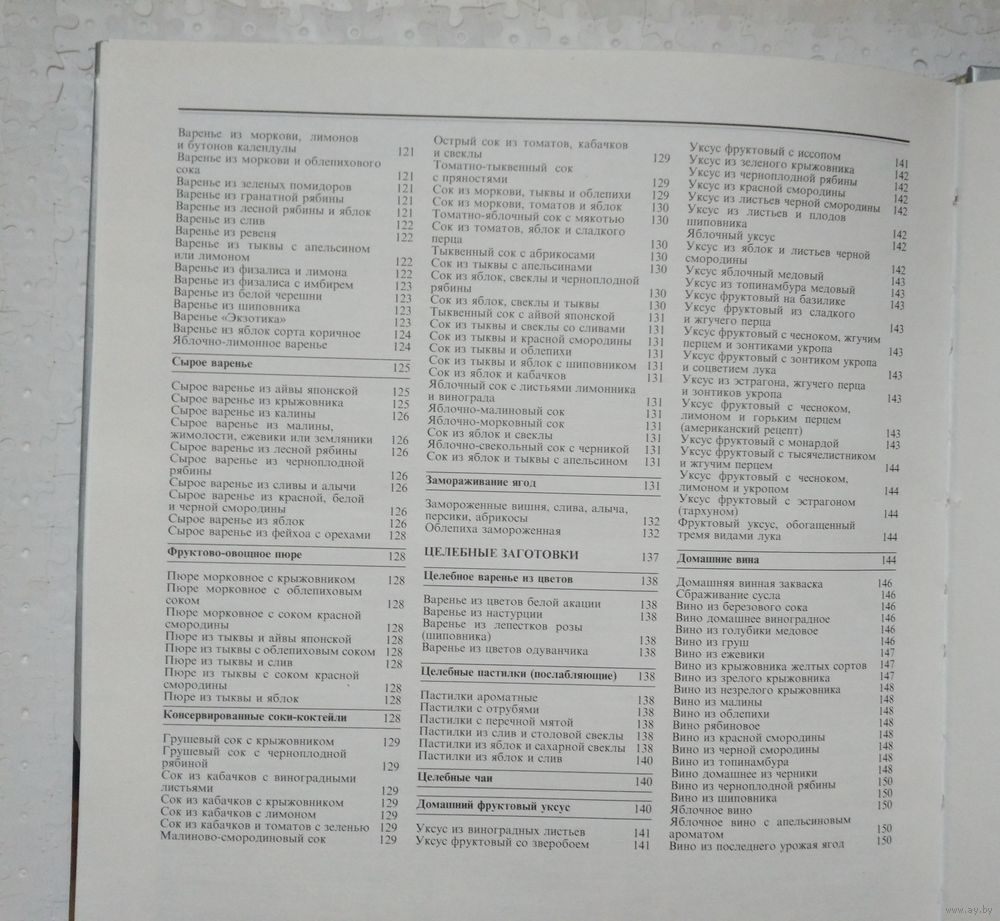 Варенье из моркови, лимонов
и бутонов календулы 121
Варенье из моркови и облепихового
сока 121
Варенье из зеленых помидоров 121
Варенье из гранатной рябины 121
Варенье из лесной рябины и яблок 121
Варенье из слив 122
Варенье из ревеня 122
Варенье из тыквы с апельсином
или лимоном 122
Варенье из физалиса и лимона 122
Варенье из физалиса с имбирем 123
Варенье из белой черешни 123
Варенье из шиповника 123
Варенье «Экзотика» 123
Варенье из яблок сорта коричное 124
Яблочно-лимонное варенье 124
Сырое варенье 125
Сырое варенье из айвы японской 125
Сырое варенье из крыжовника 125
Сырое варенье из калины 126
Сырое варенье из малины,
жимолости, ежевики или земляники 126
Сырое варенье из лесной рябины 126
Сырое варенье из черноплодной
рябины 126
Сырое варенье из сливы и алычи 126
Сырое варенье из красной, белой
и черной смородины 126
Сырое варенье из яблок 126
Сырое варенье из фейхоа с орехами 128
Фруктово-овощное пюре 128
Пюре морковное с крыжовником 128
Пюре морковное с облепиховым
соком 128
Пюре морковное с соком красной
смородины 128
Пюре из тыквы и айвы японской 128
Пюре из тыквы с облепиховым соком 128
Пюре из тыквы и слив 128
Пюре из тыквы с соком красной
смородины 128
Пюре из тыквы и яблок 128
Консервированные соки-коктейли 128
Грушевый сок с крыжовником 129
Грушевый сок с черноплодной
рябиной 129
Сок из кабачков с виноградными
листьями 129
Сок из кабачков с крыжовником 129
Сок из кабачков с лимоном 129
Сок из кабачков и томатов с зеленью 129
Малиново-смородиновый сок 129
Острый сок из томатов, кабачков
и свеклы 129
Томатно-тыквенный сок
с пряностями 129
Сок из моркови, тыквы и облепихи 129
Сок из моркови, томатов и яблок 130
Томатно-яблочный сок с мякотью 130
Сок из томатов, яблок и сладкого
перца 130
Тыквенный сок с абрикосами 130
Сок из тыквы с апельсинами 130
Сок из яблок, свеклы и черноплодной
рябины 130
Сок из яблок, свеклы и тыквы 130
Тыквенный сок с айвой японской 131
Сок из тыквы и свеклы со сливами 131
Сок из тыквы и красной смородины 131
Сок из тыквы и облепихи 131
Сок из тыквы и яблок с шиповником 131
Сок из яблок и кабачков 131
Яблочный сок с листьями лимонника
и винограда 131
Яблочно-малиновый сок 131
Яблочно-морковный сок 131
Сок из яблок и свеклы 131
Яблочно-свекольный сок с черникой 131
Сок из яблок и тыквы с апельсином 131
Замораживание ягод 131
Замороженные вишня, слива, алыча,
персики, абрикосы 132
Облепиха замороженная 132
ЦЕЛЕБНЫЕ ЗАГОТОВКИ 137
Целебное варенье из цветов 138
Варенье из цветов белой акации 138
Варенье из настурции 138
Варенье из лепестков розы
(шиповника) 138
Варенье из цветов одуванчика 138
Целебные пастилки (послабляющие) 138
Пастилки ароматные 138
Пастилки с отрубями 138
Пастилки с перечной мятой 138
Пастилки из слив и столовой свеклы 138
Пастилки из яблок и сахарной свеклы 138
Пастилки из яблок и слив 140
Целебные чаи 140
Домашний фруктовый уксус 140
Уксус из виноградных листьев 141
Уксус фруктовый со зверобоем 141
Уксус фруктовый с иссопом 141
Уксус из зеленого крыжовника 142
Уксус из черноплодной рябины 142
Уксус из красной смородины 142
Уксус из листьев черной смородины 142
Уксус из листьев и плодов
шиповника 142
Яблочный уксус 142
Уксус из яблок и листьев черной
смородины 142
Уксус яблочный медовый 143
Уксус из топинамбура медовый 143
Уксус фруктовый на базилике 143
Уксус фруктовый из сладкого
и жгучего перца 143
Уксус фруктовый с чесноком, жгучим
перцем и зонтиками укропа 143
Уксус фруктовый с зонтиком укропа
и соцветием лука 143
Уксус из эстрагона, жгучего перца
и зонтиков укропа 143
Уксус фруктовый с чесноком,
лимоном и горьким перцем
(американский рецепт) 143
Уксус фруктовый с монардой 143
Уксус фруктовый с тысячелистником
и жгучим перцем 144
Уксус фруктовый с чесноком,
лимоном и укропом 144
Уксус фруктовый с эстрагоном
(тархуном) 144
Фруктовый уксус, обогащенный
тремя видами лука 144
Домашние вина 144
Домашняя винная закваска 146
Сбраживание сусла 146
Вино из березового сока 146
Вино домашнее виноградное 146
Вино из голубики медовое 146
Вино из груш 146
Вино из ежевики 147
Вино из крыжовника желтых сортов 147
Вино из зрелого крыжовника 147
Вино из незрелого крыжовника 148
Вино из малины 148
Вино из облепихи 148
Вино рябиновое 148
Вино из красной смородины 148
Вино из черной смородины 148
Вино из топинамбура 148
Вино домашнее из черники 148
Вино из черноплодной рябины 150
Вино из шиповника 150
Яблочное вино 150
Яблочное вино с апельсиновым
ароматом 150
Вино из последнего урожая ягод 150
www.ay.by